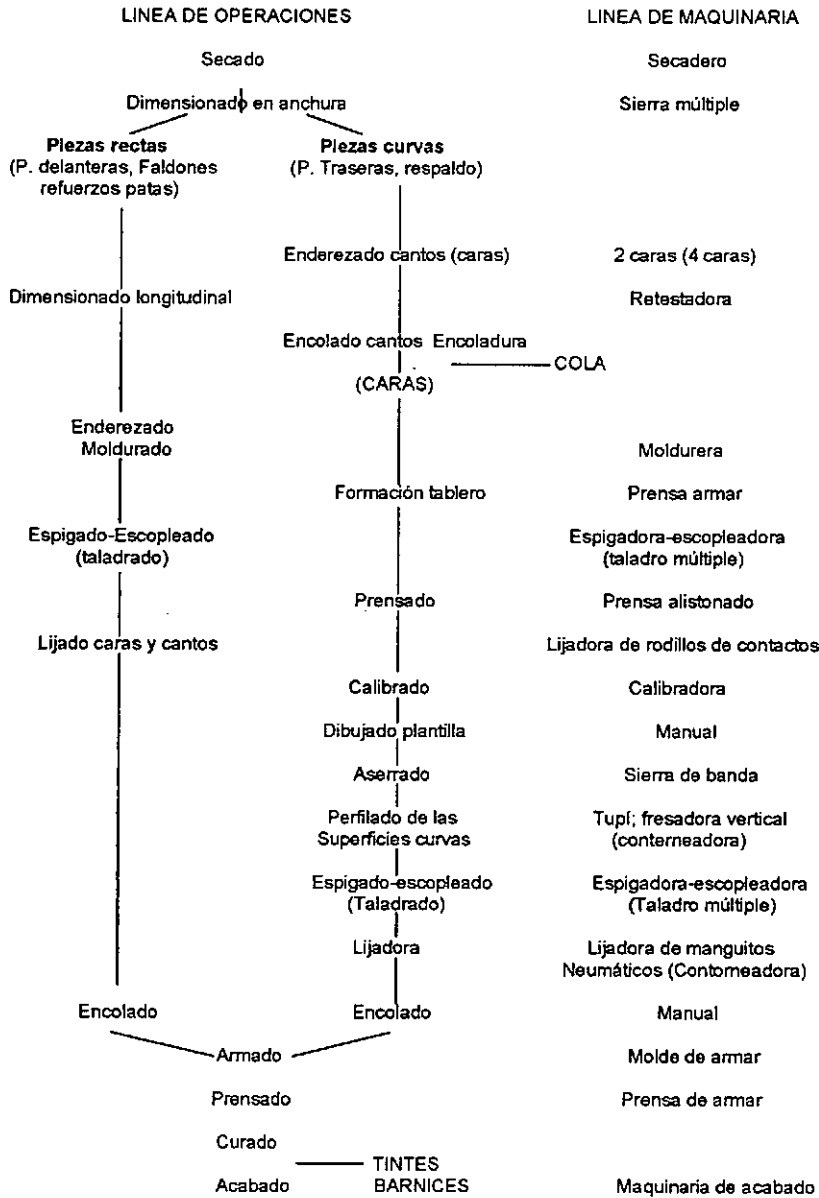 LINEA DE OPERACIONES LINEA DE MAQUINARIA
Secado Secadero
Dimensionado en anchura Sierra múltiple
Piezas rectas Piezas curvas
(P. delanteras, Faldones (P. Traseras, respaldo)
refuerzos patas)
Enderezado cantos (caras) 2 caras (4 caras)
Dimensionado longitudinal Retestadora
Encolado cantos Encoladura
COLA
(CARAS)
Enderezado
Moldurado Moldurera
Formación tablero Prensa armar
Espigado-Escopleado Espigadora-escopleadora
(taladrado) (taladro múltiple)
Prensado Prensa alistonado
Lijado caras y cantos Lijadora de rodillos de contactos
Calibrado Calibradora
Dibujado plantilla Manual
Aserrado Sierra de banda
Perfilado de las Tupí; fresadora vertical
Superficies curvas (conterneadora)
Espigado-escopleado Espigadora-escopleadora
(Taladrado) (Taladro múltiple)
Lijadora Lijadora de manguitos
Neumáticos (Contorneadora)
Encolado Encolado Manual
Armado Molde de armar
Prensado Prensa de armar
Curado
TINTES
Acabado BARNICES Maquinaria de acabado